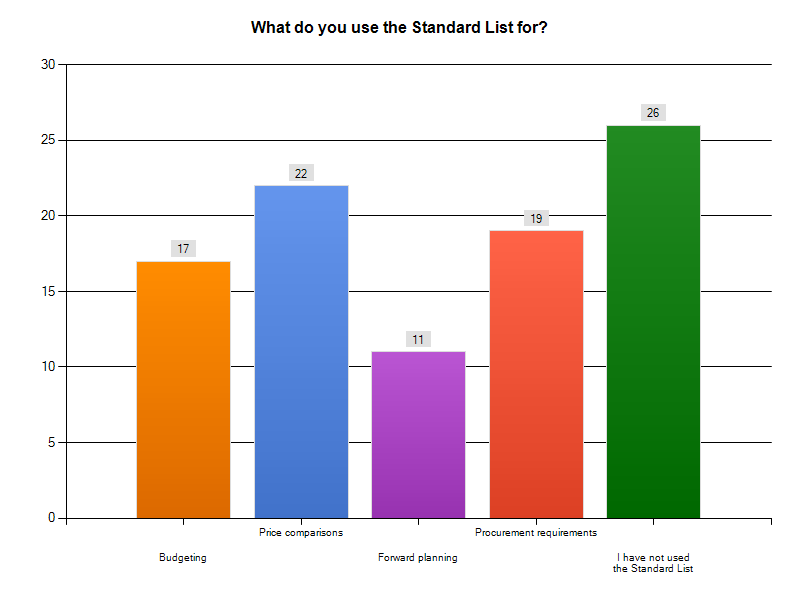 What do you use the Standard List for?
30
25
20
15
10
5
0
17
22
11
19
26
Price comparisons
Procurement requirements
Budgeting
Forward planning
I have not used
the Standard List